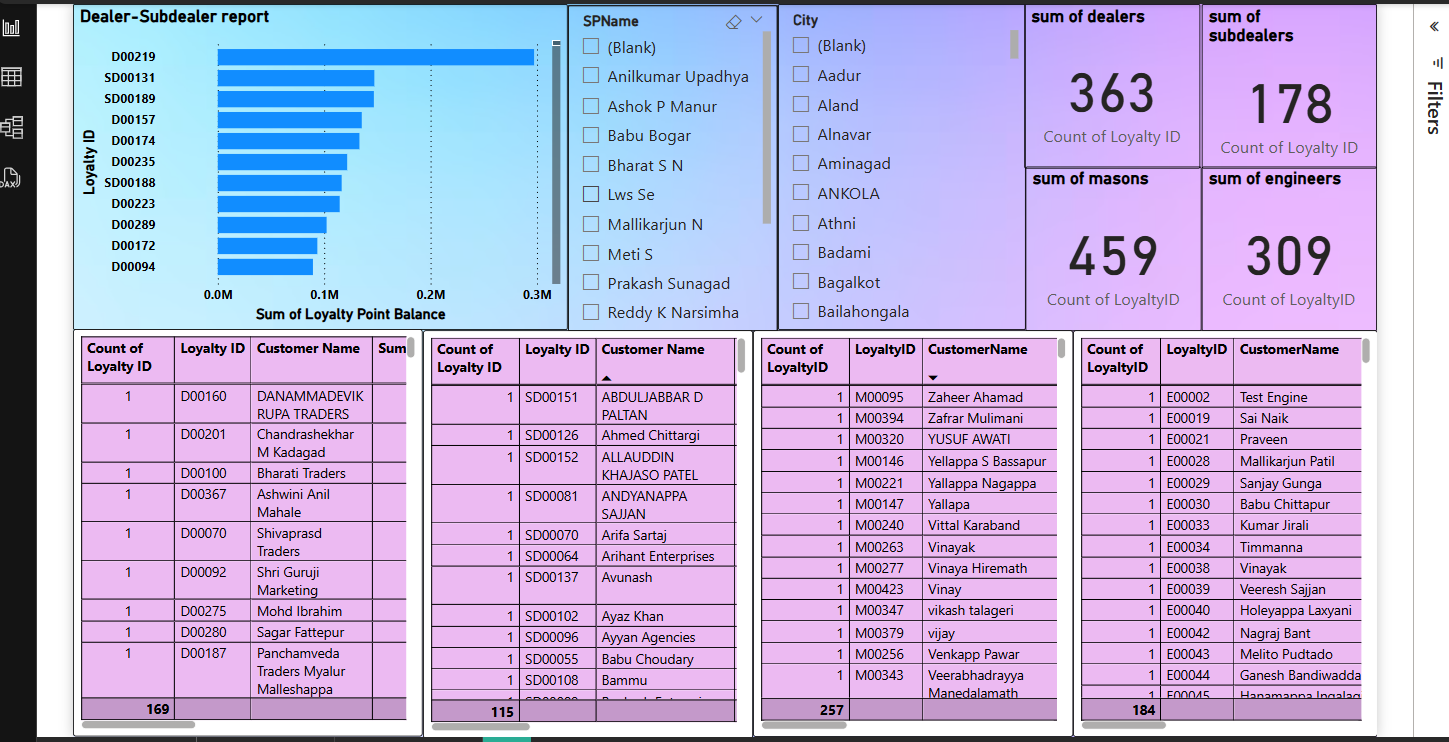 Dealer-Subdealer report
D00219
SD00131
SD00189
D00157
D00174
D00235
SD00188
D00223
D00289
D00172
D00094
Loyalty ID
0.0M 0.1M 0.2M 0.3M
Sum of Loyalty Point Balance
SPName
(Blank)
Anilkumar Upadhya
Ashok P Manur
Babu Bogar
Bharat S N
Lws Se
Mallikarjun N
Meti S
Prakash Sunagad
Reddy K Narsimha
City
(Blank)
Aadur
Aland
Alnavar
Aminagad
ANKOLA
Athni
Badami
Bagalkot
Bailahongala
sum of dealers
363
Count of Loyalty ID
sum of
subdealers
178
Count of Loyalty ID
sum of masons
459
Count of LoyaltyID
sum of engineers
309
Count of LoyaltyID
Filters
DAX
Count of Loyalty ID Customer Name Sum
Loyalty ID
1 D00160 DANAMMADEVIK
RUPA TRADERS
1 D00201 Chandrashekhar
M Kadagad
1 D00100 Bharati Traders
1 D00367 Ashwini Anil
Mahale
1 D00070 Shivaprasd
Traders
1 D00092 Shri Guruji
Marketing
1 D00275 Mohd Ibrahim
1 D00280 Sagar Fattepur
1 D00187 Panchamveda
Traders Myalur
Malleshappa
169
Count of Loyalty ID Customer Name
Loyalty ID
1 SD00151 ABDULJABBAR D
PALTAN
1 SD00126 Ahmed Chittargi
1 SD00152 ALLAUDDIN
KHAJASO PATEL
1 SD00081 ANDYANAPPA
SAJJAN
1 SD00070 Arifa Sartaj
1 SD00064 Arihant Enterprises
1 SD00137 Avunash
1 SD00102 Ayaz Khan
1 SD00096 Ayyan Agencies
1 SD00055 Babu Choudary
1 SD00108 Bammu
115
Count of LoyaltyID CustomerName
LoyaltyID
1 M00095 Zaheer Ahamad
1 M00394 Zafrar Mulimani
1 M00320 YUSUF AWATI
1 M00146 Yellappa S Bassapur
1 M00221 Yallappa Nagappa
1 M00147 Yallapa
1 M00240 Vittal Karaband
1 M00263 Vinayak
1 M00277 Vinaya Hiremath
1 M00423 Vinay
1 M00347 vikash talageri
1 M00379 vijay
1 M00256 Venkapp Pawar
1 M00343 Veerabhadrayya
Manedalamath
257
Count of LoyaltyID CustomerName
LoyaltyID
1 E00002 Test Engine
1 E00019 Sai Naik
1 E00021 Praveen
1 E00028 Mallikarjun Patil
1 E00029 Sanjay Gunga
1 E00030 Babu Chittapur
1 E00033 Kumar Jirali
1 E00034 Timmanna
1 E00038 Vinayak
1 E00039 Veeresh Sajjan
1 E00040 Holeyappa Laxyani
1 E00042 Nagraj Bant
1 E00043 Melito Pudtado
1 E00044 Ganesh Bandiwadda
1 E00045 Hanamappa Ingalag
184